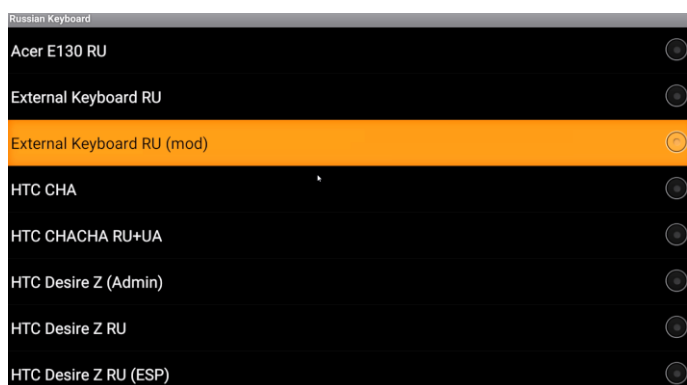 Russian Keyboard
Acer E130 RU
External Keyboard RU
External Keyboard RU (mod)
HTC CHA
HTC CHACHA RU+UA
HTC Desire Z (Admin)
HTC Desire Z RU
HTC Desire Z RU (ESP)